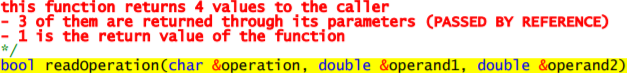 this function returns 4 values to the caller
- 3 of them are returned through its parameters (PASSED BY REFERENCE)
- 1 is the return value of the function
*/
bool readOperation(char &operation, double &operand1, double &operand2)